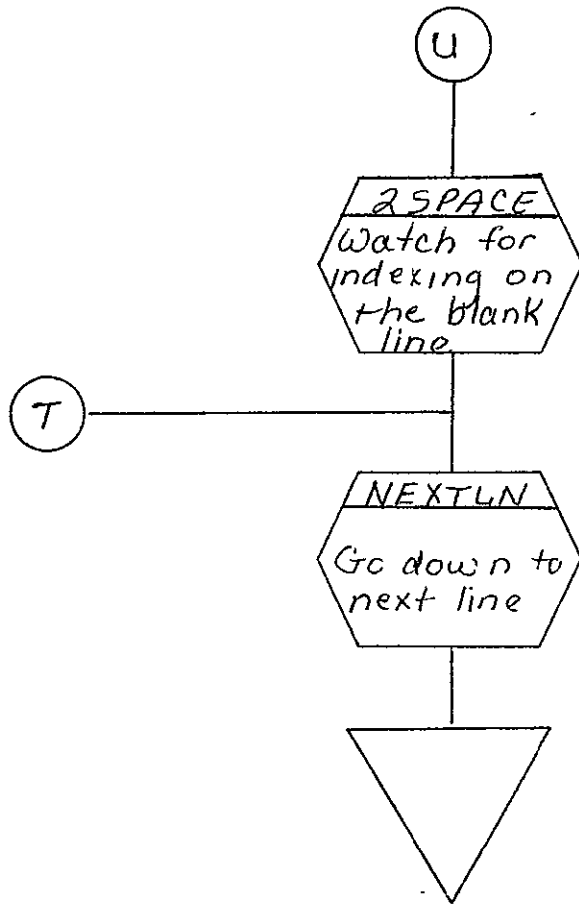 U
2SPACE
Watch for
indexing on
the blank
line
T
NEXTLN
Go down to
next line